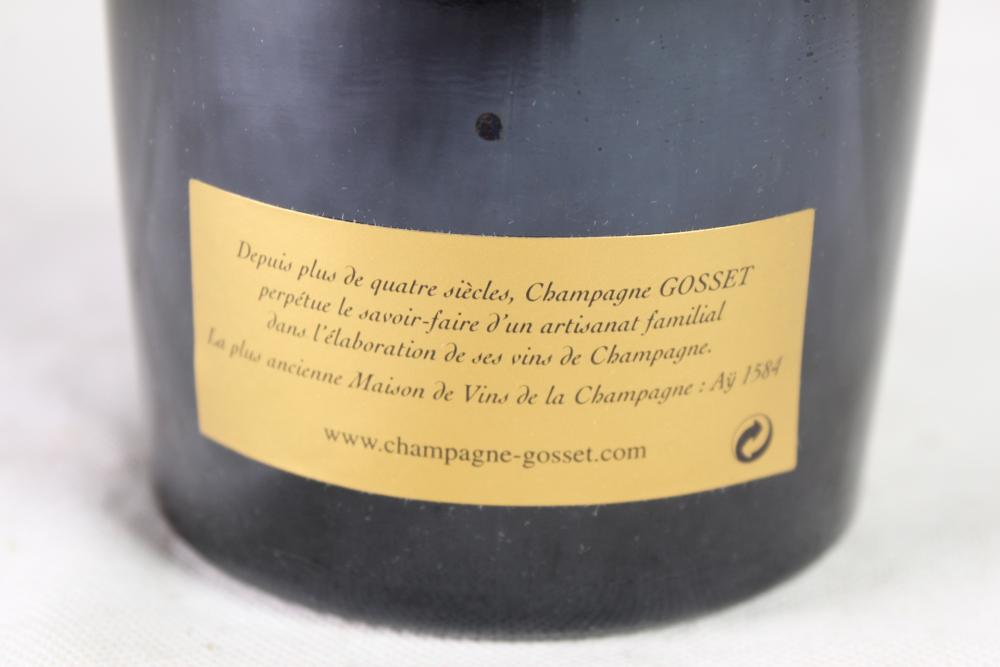 Depuis plus de quatre siècles, Champagne GOSSET
perpétue le savoir-faire d'un artisanat familial
dans l'élaboration de ses vins de Champagne.
La plus ancienne Maison de Vins de la Champagne : Aÿ 1584
www.champagne-gosset.com